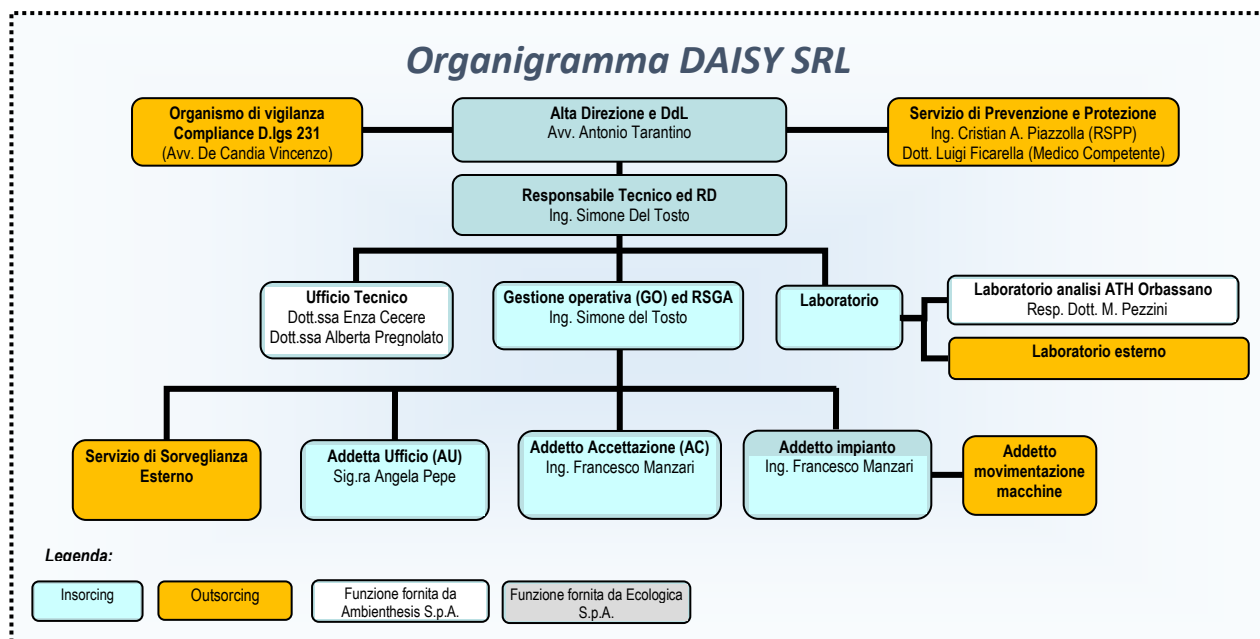 Organigramma DAISY SRL
Organismo di vigilanza
Compliance D.lgs 231
(Avv. De Candia Vincenzo)
Alta Direzione e DdL
Avv. Antonio Tarantino
Servizio di Prevenzione e Protezione
Ing. Cristian A. Piazzolla (RSPP)
Dott. Luigi Ficarella (Medico Competente)
Responsabile Tecnico ed RD
Ing. Simone Del Tosto
Ufficio Tecnico
Dott.ssa Enza Cecere
Dott.ssa Alberta Pregnolato
Gestione operativa (GO) ed RSGA
Ing. Simone del Tosto
Laboratorio
Laboratorio analisi ATH Orbassano
Resp. Dott. M. Pezzini
Laboratorio esterno
Servizio di Sorveglianza
Esterno
Addetta Ufficio (AU)
Sig.ra Angela Pepe
Addetto Accettazione (AC)
Ing. Francesco Manzari
Addetto impianto
Ing. Francesco Manzari
Addetto
movimentazione
macchine
Legenda:
Insorcing
Outsorcing
Funzione fornita da
Ambienthesis S.p.A.
Funzione fornita da Ecologica
S.p.A.